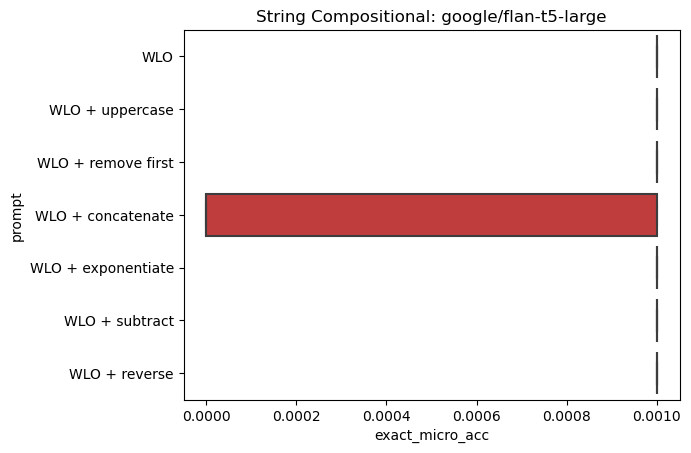 String Compositional: google/flan-t5-large
prompt
WLO
WLO + uppercase
WLO + remove first
WLO + concatenate
WLO + exponentiate
WLO + subtract
WLO + reverse
0.0000 0.0002 0.0004 0.0006 0.0008 0.0010
exact_micro_acc